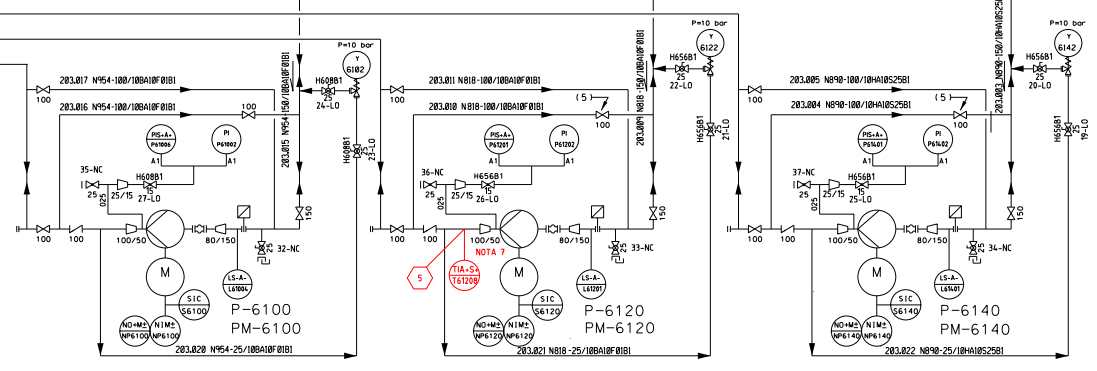 P=10 bar
Y
6102
H608B1
25
24-LO
203.017 N954-100/10BA10F01B1
100
203.016 N954-100/10BA10F01B1
100
203.015 N954-150/10BA10F01B1
H608B1
25
23-LO
PIS+A+
P61006
PI
P61002
A1
A1
35-NC
25
25/15
H608B1
15
27-LO
025
150
100
100
100/50
80/150
25
32-NC
M
LS-A-
L61004
SIC
S6100
P-6100
PM-6100
NO+M±
NP6100
NIM±
NP6100
203.020 N954-25/10BA10F01B1
P=10 bar
Y
6122
H656B1
25
22-LO
203.011 N818-100/10BA10F01B1
100
203.010 N818-100/10BA10F01B1
(5)
100
203.009 N818-150/10BA10F01B1
H656B1
25
21-LO
PIS+A+
P61201
PI
P61202
A1
A1
36-NC
25
25/15
H656B1
15
26-LO
025
150
100
100
100/50
80/150
25
33-NC
NOTA 7
5
TIA+S+
T61208
M
LS-A-
L61201
SIC
S6120
P-6120
PM-6120
NO+M±
NP6120
NIM±
NP6120
203.021 N818-25/10BA10F01B1
P=10 bar
Y
6142
H656B1
25
20-LO
203.005 N890-100/10HA10S25B1
100
203.004 N890-100/10HA10S25B1
(5)
100
203.003 N890-150/10HA10S25B1
H656B1
25
19-LO
PIS+A+
P61401
PI
P61402
A1
A1
37-NC
25
25/15
H656B1
15
25-LO
025
150
100
100
100/50
80/150
25
34-NC
M
LS-A-
L61401
SIC
S6140
P-6140
PM-6140
NO+M±
NP6140
NIM±
NP6140
203.022 N890-25/10HA10S25B1